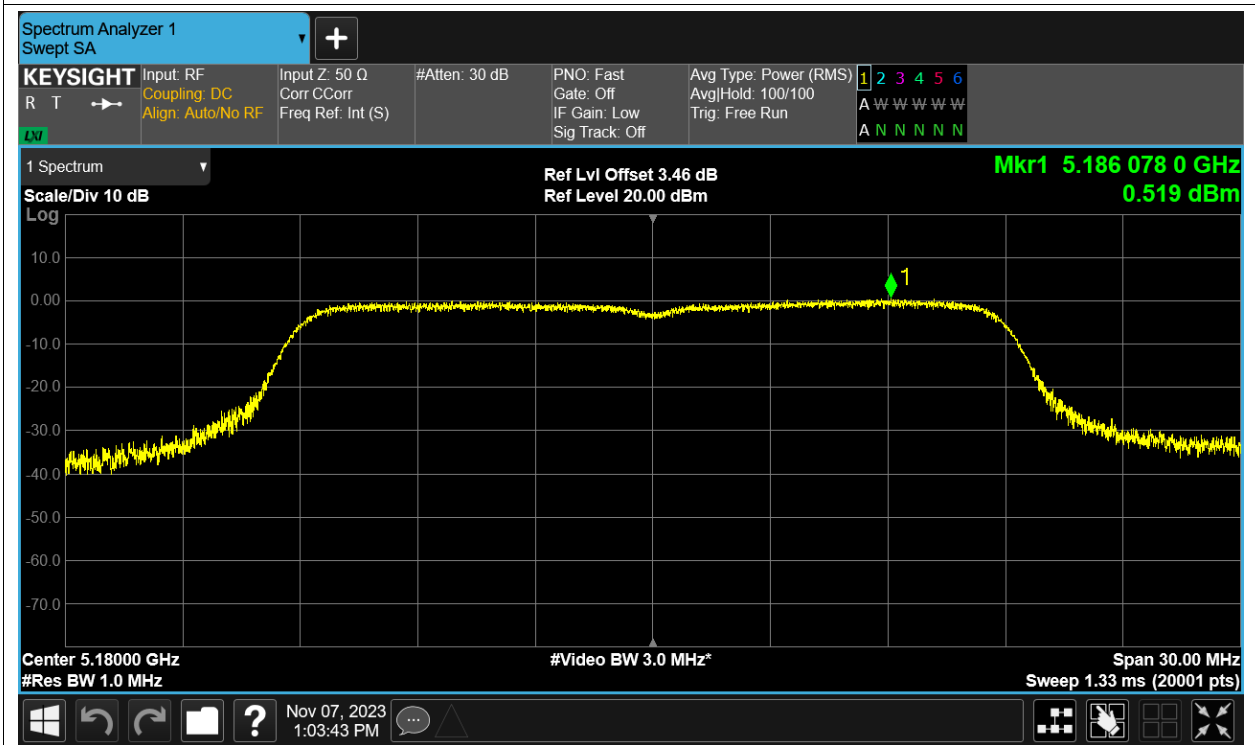 Spectrum Analyzer 1
Swept SA
KEYSIGHT
R T
LXI
Input: RF
Coupling: DC
Align: Auto/No RF
Input Z: 50 Ω
Corr CCorr
Freq Ref: Int (S)
#Atten: 30 dB
PNO: Fast
Gate: Off
IF Gain: Low
Sig Track: Off
Avg Type: Power (RMS)
Avg|Hold: 100/100
Trig: Free Run
1 2 3 4 5 6
A W W W W W
A N N N N N
1 Spectrum
Scale/Div 10 dB
Log
Ref Lvl Offset 3.46 dB
Ref Level 20.00 dBm
Mkr1 5.186 078 0 GHz
0.519 dBm
10.0
0.00
-10.0
-20.0
-30.0
-40.0
-50.0
-60.0
-70.0
1
Center 5.18000 GHz
#Res BW 1.0 MHz
#Video BW 3.0 MHz*
Span 30.00 MHz
Sweep 1.33 ms (20001 pts)
?
Nov 07, 2023
1:03:43 PM